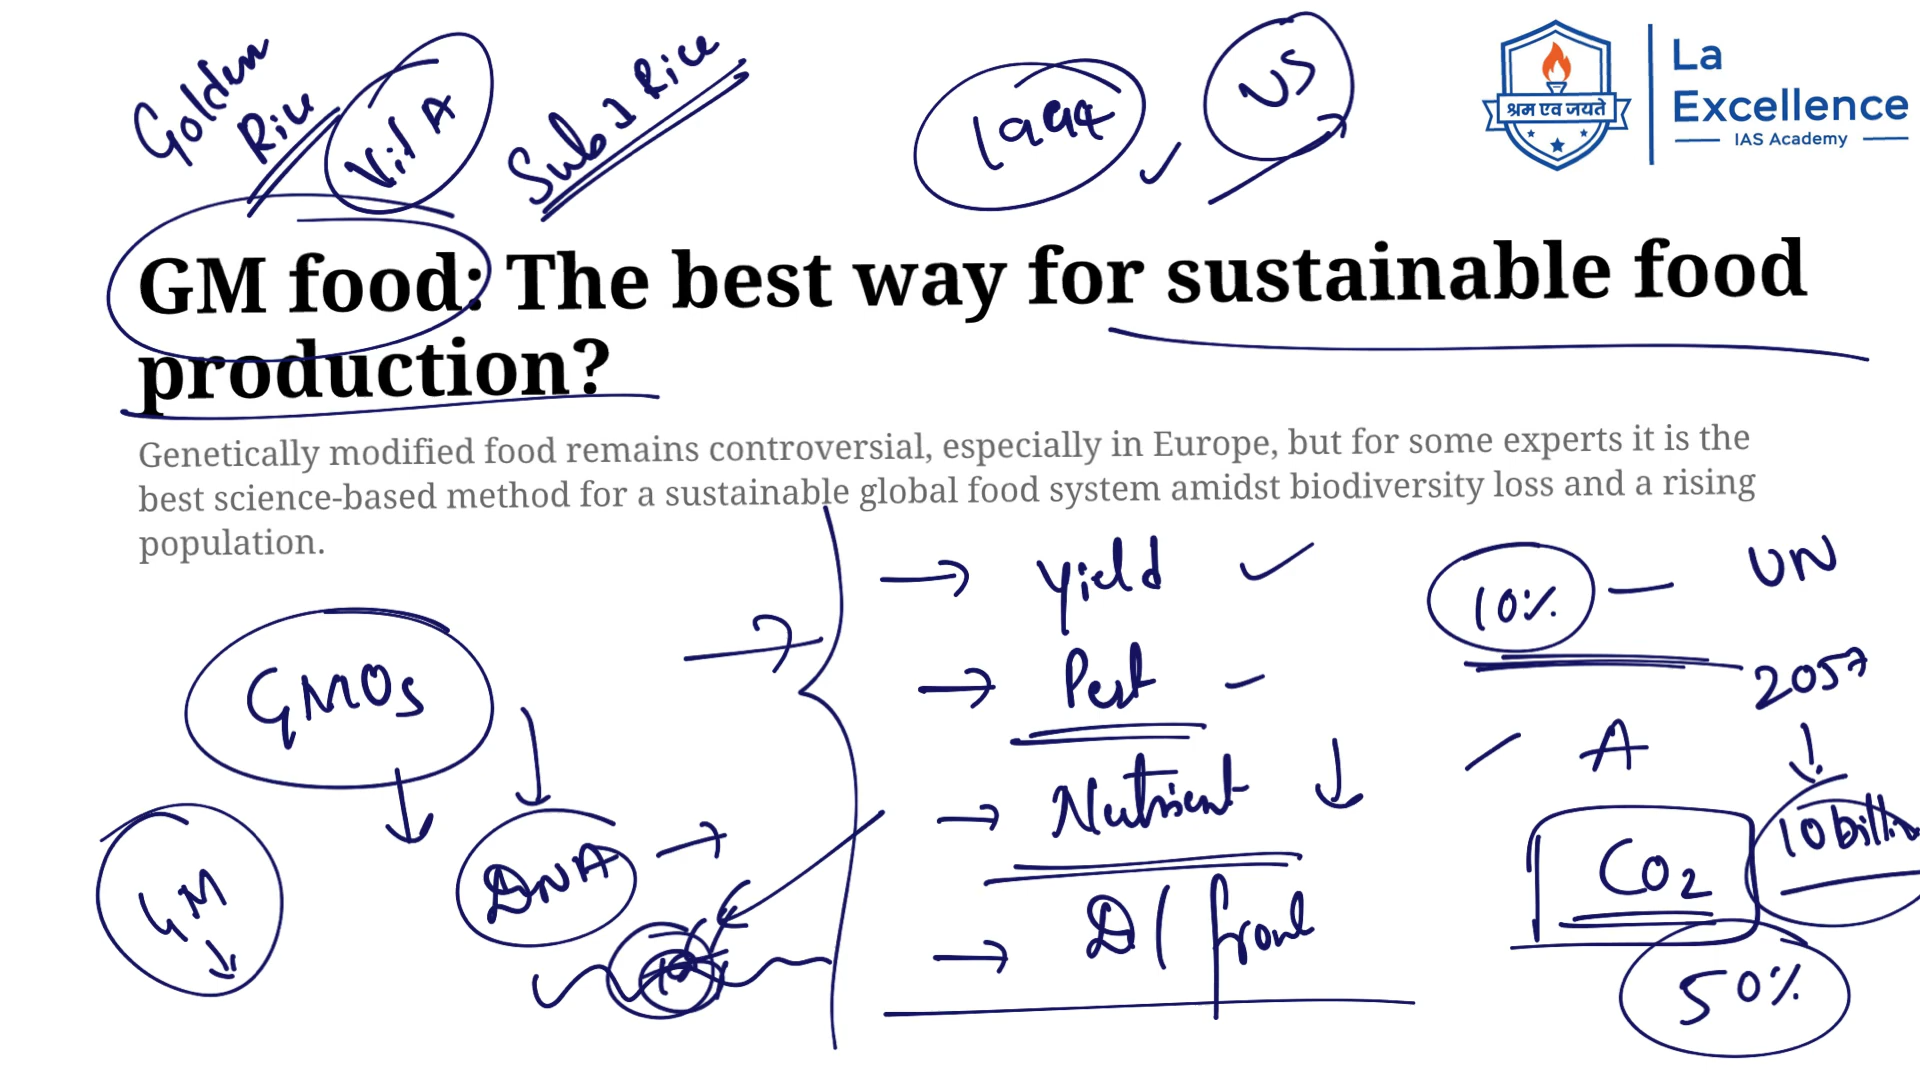 Golden
Rice
Vit A
Sub 1 Rice
1994
US
La
Excellence
IAS Academy
श्रम एव जयते
GM food: The best way for sustainable food
production?
Genetically modified food remains controversial, especially in Europe, but for some experts it is the
best science-based method for a sustainable global food system amidst biodiversity loss and a rising
population.
GMOs
GM
DNA
Yield
Pest
Nutrient
D/
10%
UN
A
CO2
50%